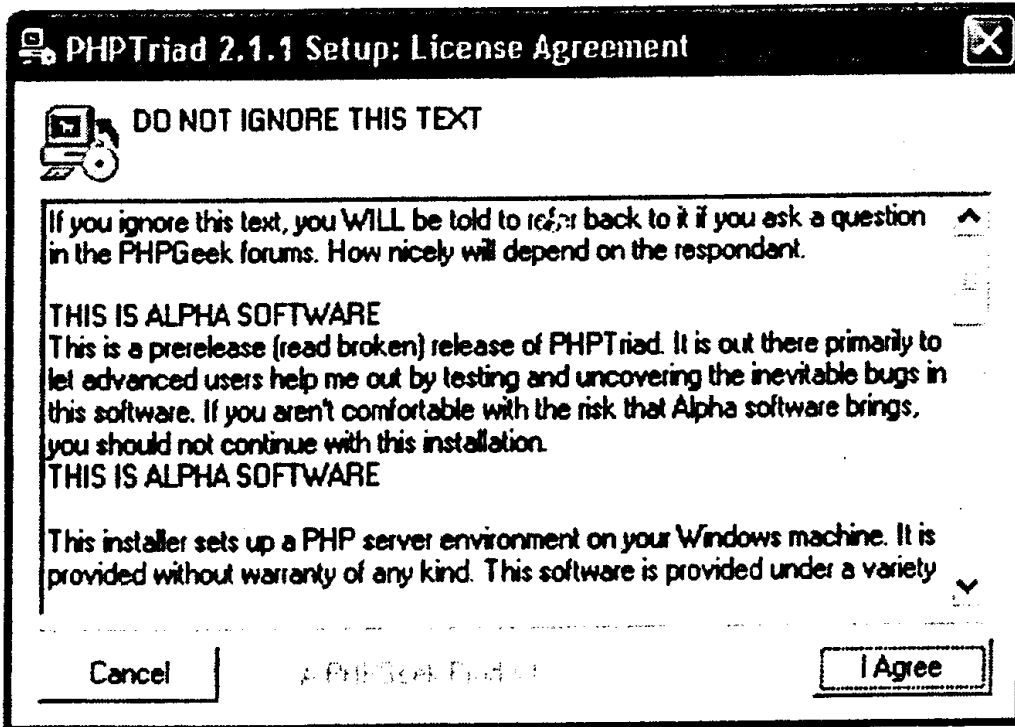 PHPTriad 2.1.1 Setup: License Agreement
DO NOT IGNORE THIS TEXT
If you ignore this text, you WILL be told to refer back to it if you ask a question
in the PHPGeek forums. How nicely will depend on the respondant.
THIS IS ALPHA SOFTWARE
This is a prerelease (read broken) release of PHPTriad. It is out there primarily to
let advanced users help me out by testing and uncovering the inevitable bugs in
this software. If you aren't comfortable with the risk that Alpha software brings,
you should not continue with this installation.
THIS IS ALPHA SOFTWARE
This installer sets up a PHP server environment on your Windows machine. It is
provided without warranty of any kind. This software is provided under a variety
Cancel
A PHPGeek Product
I Agree